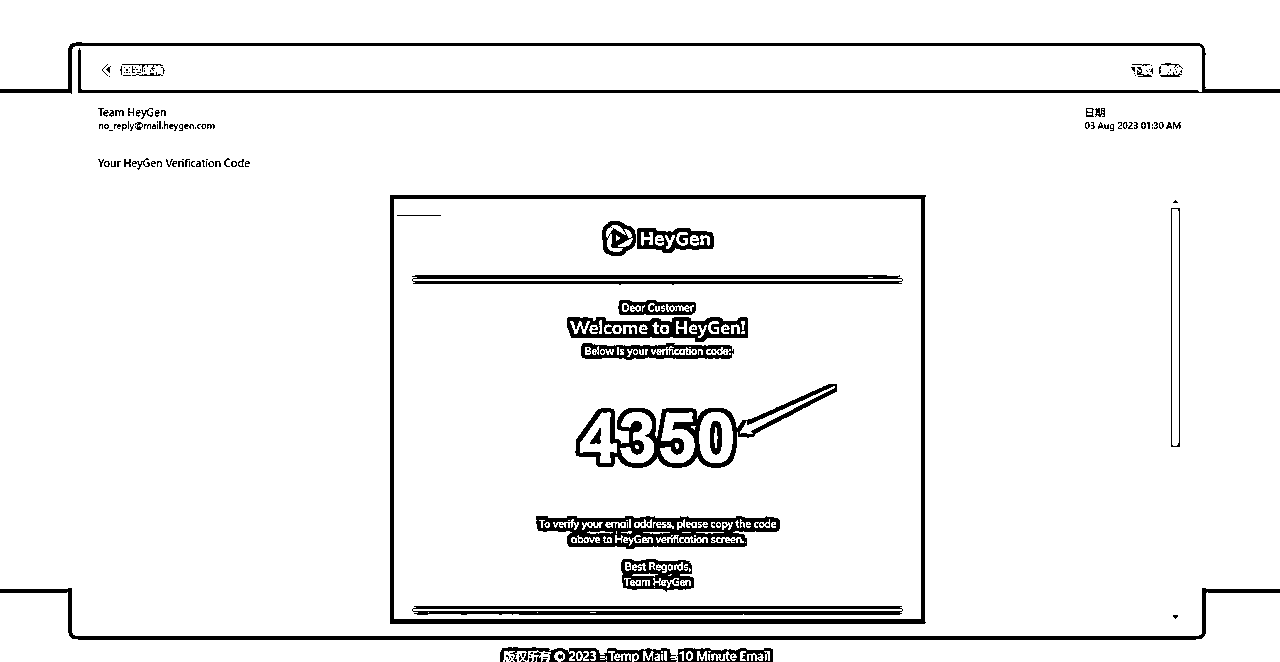 Team HeyGen
no_reply@mail.heygen.com
日期
03 Aug 2023 01:30 AM
Your HeyGen Verification Code
HeyGen
Dear Customer
Welcome to HeyGen!
Below is your verification code:
4350
To verify your email address, please copy the code
above to HeyGen verification screen.
Best Regards,
Team HeyGen
版权所有 © 2023 - Temp Mail - 10 Minute Email